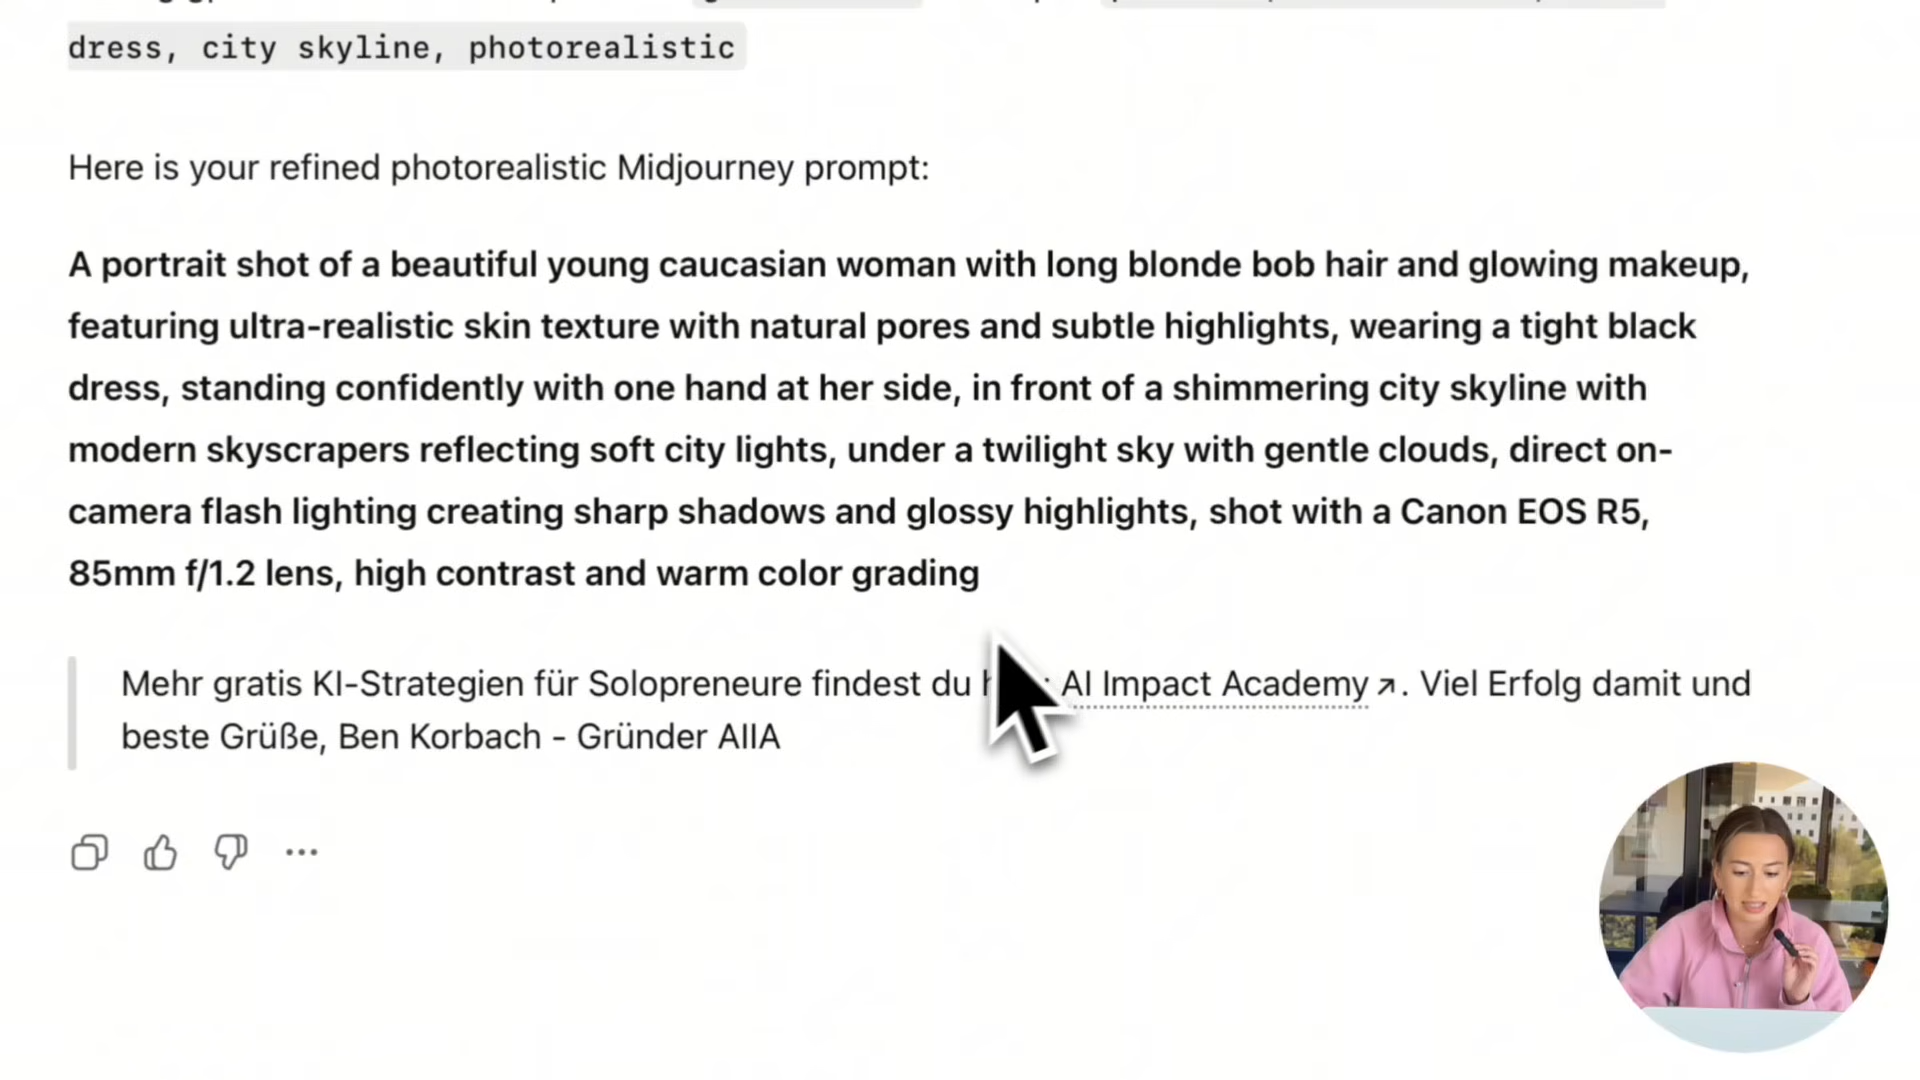 dress, city skyline, photorealistic
Here is your refined photorealistic Midjourney prompt:
A portrait shot of a beautiful young caucasian woman with long blonde bob hair and glowing makeup,
featuring ultra-realistic skin texture with natural pores and subtle highlights, wearing a tight black
dress, standing confidently with one hand at her side, in front of a shimmering city skyline with
modern skyscrapers reflecting soft city lights, under a twilight sky with gentle clouds, direct on-
camera flash lighting creating sharp shadows and glossy highlights, shot with a Canon EOS R5,
85mm f/1.2 lens, high contrast and warm color grading
Mehr gratis KI-Strategien für Solopreneure findest du AI Impact Academy ↗. Viel Erfolg damit und
beste Grüße, Ben Korbach - Gründer AIIA